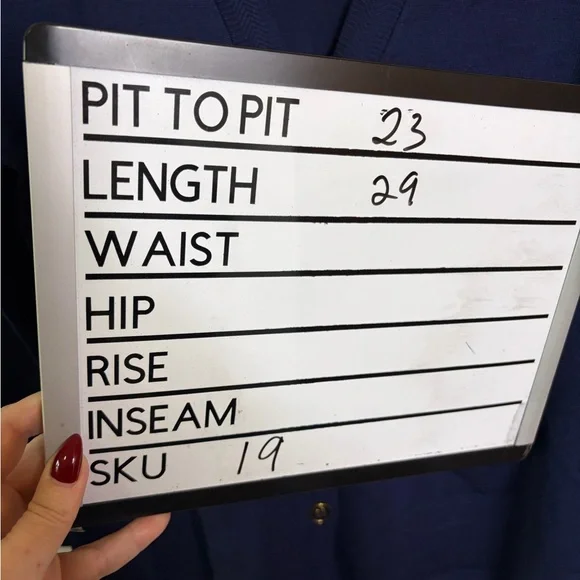 PIT TO PIT 23
LENGTH 29
WAIST
HIP
RISE
INSEAM
SKU 19